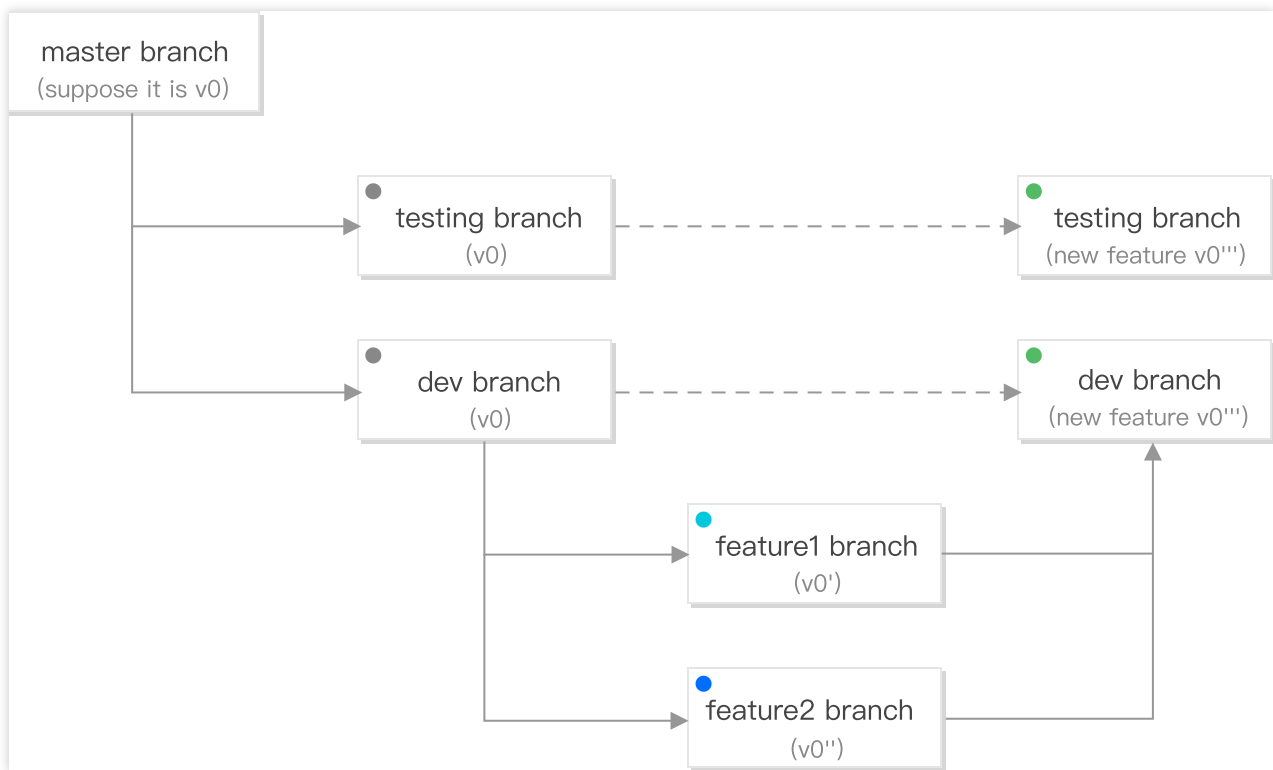 master branch
(suppose it is v0)
testing branch
(v0)
testing branch
(new feature v0''')
dev branch
(v0)
dev branch
(new feature v0''')
feature1 branch
(v0')
feature2 branch
(v0'')